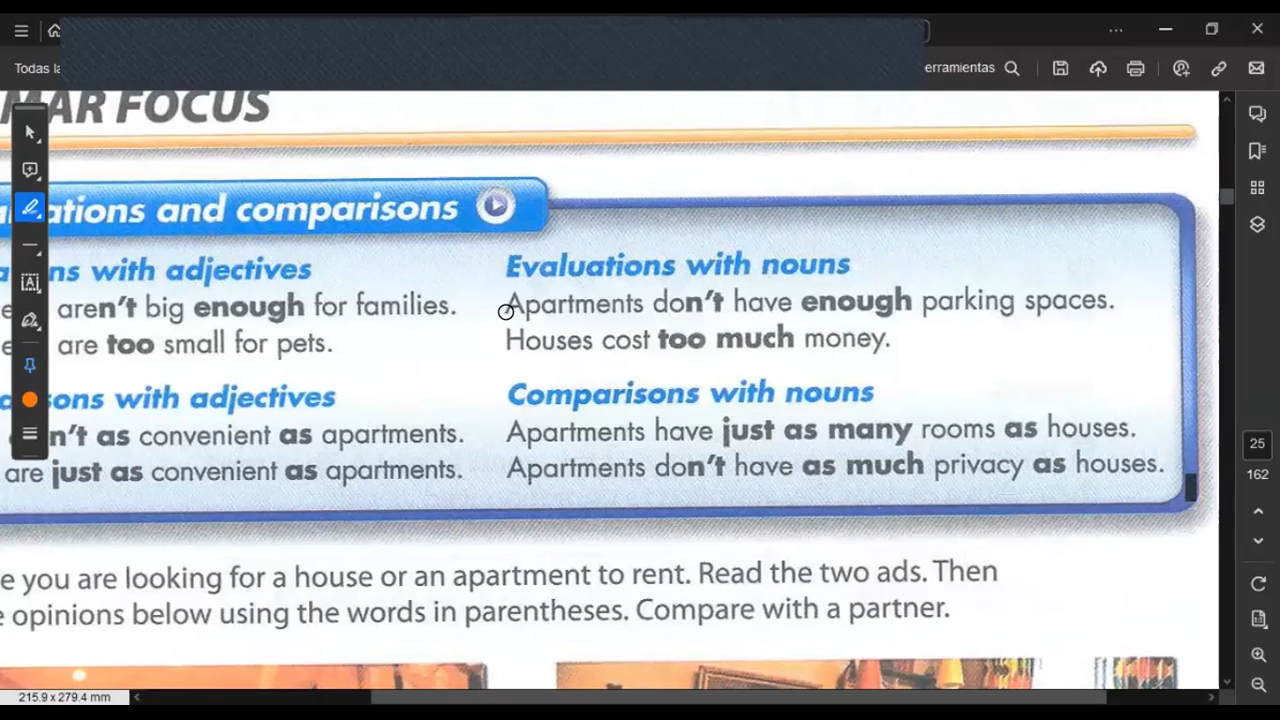 Todas la
erramientas
MAR FOCUS
ations and comparisons
ns with adjectives
aren't big enough for families.
are too small for pets.
Evaluations with nouns
Apartments don't have enough parking spaces.
Houses cost too much money.
sons with adjectives
n't as convenient as apartments.
are just as convenient as apartments.
Comparisons with nouns
Apartments have just as many rooms as houses.
Apartments don't have as much privacy as houses.
e you are looking for a house or an apartment to rent. Read the two ads. Then
e opinions below using the words in parentheses. Compare with a partner.
25
162
215.9 x 279.4 mm